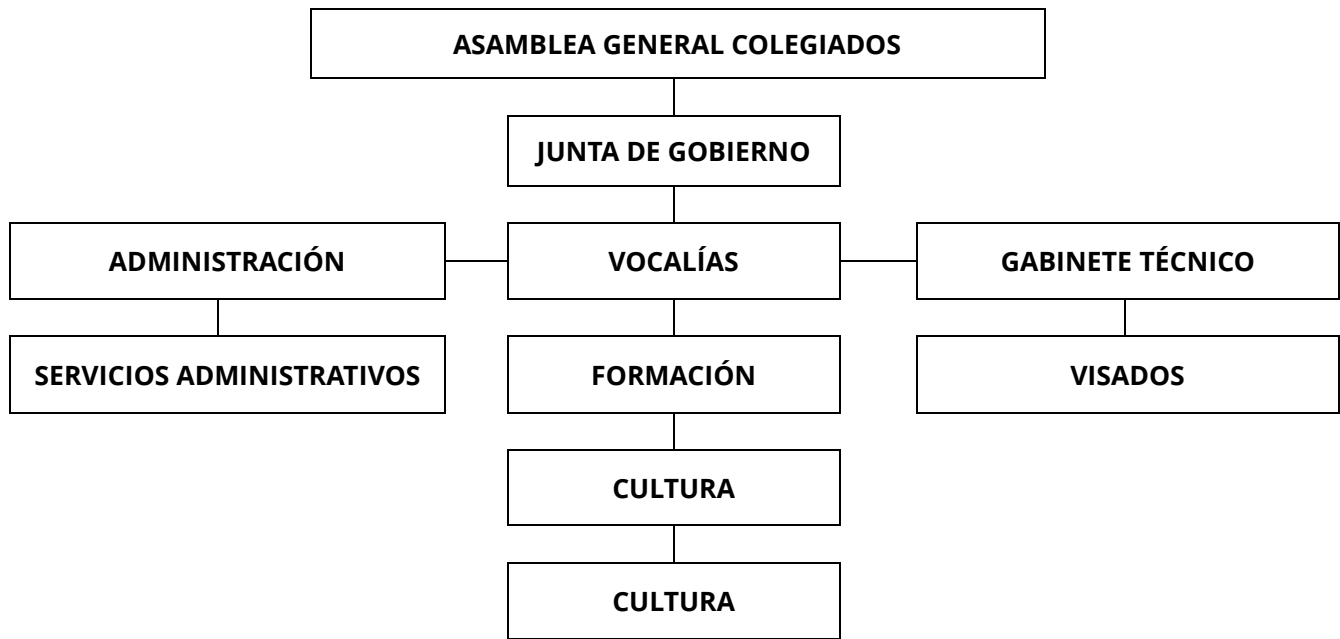 ASAMBLEA GENERAL COLEGIADOS
JUNTA DE GOBIERNO
ADMINISTRACIÓN
VOCALÍAS
GABINETE TÉCNICO
SERVICIOS ADMINISTRATIVOS
FORMACIÓN
VISADOS
CULTURA
CULTURA